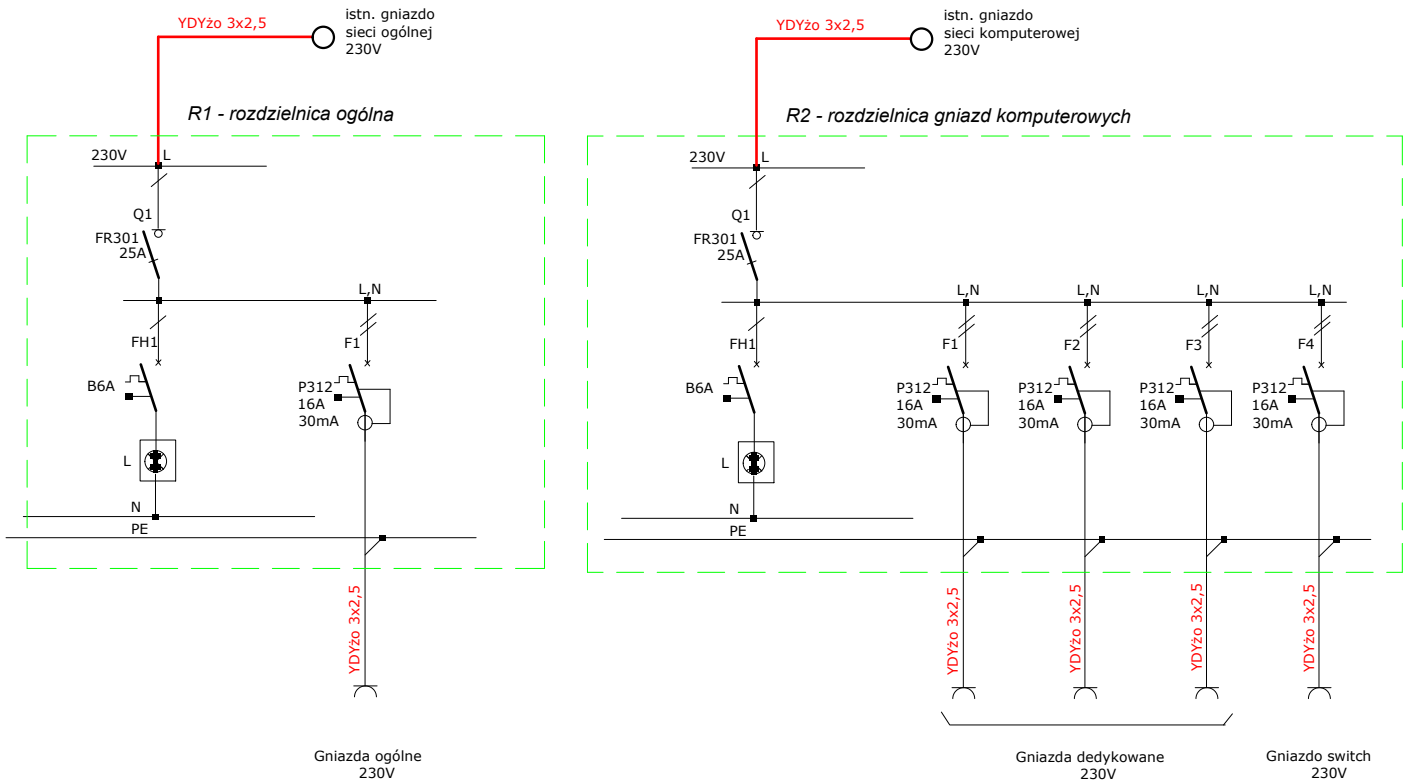 YDYżo 3x2,5
istn. gniazdo
sieci ogólnej
230V
R1 - rozdzielnica ogólna
230V
L
Q1
FR301
25A
L,N
FH1
F1
B6A
P312
16A
30mA
L
N
PE
YDYżo 3x2,5
Gniazda ogólne
230V
YDYżo 3x2,5
istn. gniazdo
sieci komputerowej
230V
R2 - rozdzielnica gniazd komputerowych
230V
L
Q1
FR301
25A
L,N
L,N
L,N
L,N
FH1
F1
F2
F3
F4
B6A
P312
16A
30mA
P312
16A
30mA
P312
16A
30mA
P312
16A
30mA
L
N
PE
YDYżo 3x2,5
YDYżo 3x2,5
YDYżo 3x2,5
YDYżo 3x2,5
Gniazda dedykowane
230V
Gniazdo switch
230V